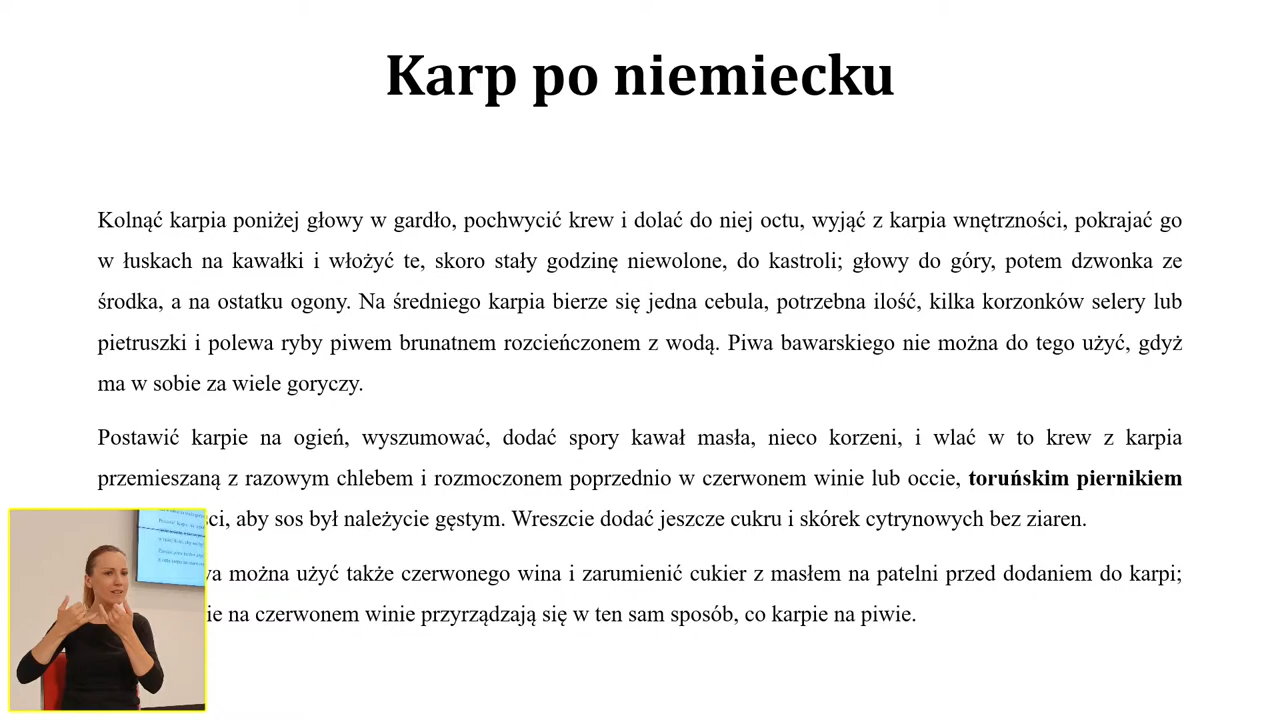 Karp po niemiecku
Kolnąć karpia poniżej głowy w gardło, pochwycić krew i dolać do niej octu, wyjąć z karpia wnętrzności, pokrajać go
w łuskach na kawałki i włożyć te, skoro stały godzinę niewolone, do kastroli; głowy do góry, potem dzwonka ze
środka, a na ostatku ogony. Na średniego karpia bierze się jedna cebula, potrzebna ilość, kilka korzonków selery lub
pietruszki i polewa ryby piwem brunatnem rozcieńczonem z wodą. Piwa bawarskiego nie można do tego użyć, gdyż
ma w sobie za wiele goryczy.
Postawić karpie na ogień, wyszumować, dodać spory kawał masła, nieco korzeni, i wlać w to krew z karpia
przemieszaną z razowym chlebem i rozmoczonem poprzednio w czerwonem winie lub occie, toruńskim piernikiem
aby sos był należycie gęstym. Wreszcie dodać jeszcze cukru i skórek cytrynowych bez ziaren.
można użyć także czerwonego wina i zarumienić cukier z masłem na patelni przed dodaniem do karpi;
na czerwonem winie przyrządzają się w ten sam sposób, co karpie na piwie.